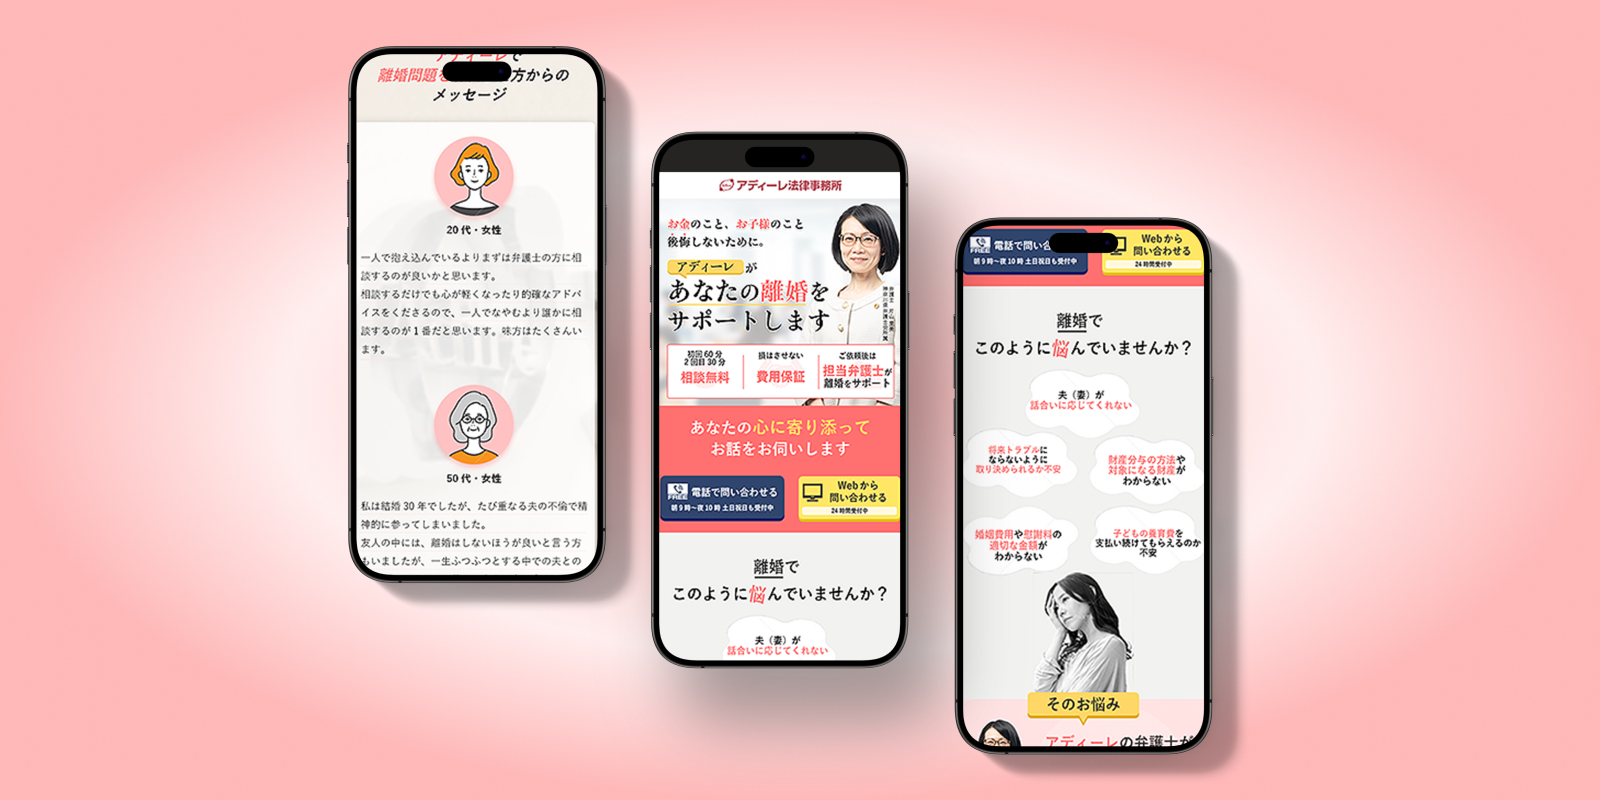 アディーレで
離婚問題を
方からの
メッセージ
20代・女性
一人で抱え込んでいるよりまずは弁護士の方に相
談するのが良いかと思います。
相談するだけでも心が軽くなったり的確なアドバ
イスをくださるので、一人でなやむより誰かに相
談するのが1番だと思います。味方はたくさんい
ます。
50代・女性
私は結婚30年でしたが、たび重なる夫の不倫で精
神的に参ってしまいました。
友人の中には、離婚はしないほうが良いと言う方
もいましたが、一生ふつふつとする中での夫との
アディーレ法律事務所
お金のこと、お子様のこと
後悔しないために。
アディーレが
あなたの離婚を
サポートします
初回60分
2回目30分
相談無料
損はさせない
費用保証
ご依頼後は
担当弁護士が
離婚をサポート
あなたの心に寄り添って
お話をお伺いします
FREE
電話で問い合わせる
朝9時〜夜10時 土日祝日も受付中
Webから
問い合わせる
24時間受付中
離婚で
このように悩んでいませんか？
夫（妻）が
話合いに応じてくれない
FREE
電話で問い合
朝9時〜夜10時 土日祝日も受付中
Webから
問い合わせる
24時間受付中
離婚で
このように悩んでいませんか？
夫（妻）が
話合いに応じてくれない
将来トラブルに
ならないように
取り決められるか不安
財産分与の方法や
対象になる財産が
わからない
婚姻費用や慰謝料の
適切な金額が
わからない
子どもの養育費を
支払い続けてもらえるのか
不安
そのお悩み
アディーレの弁護士が